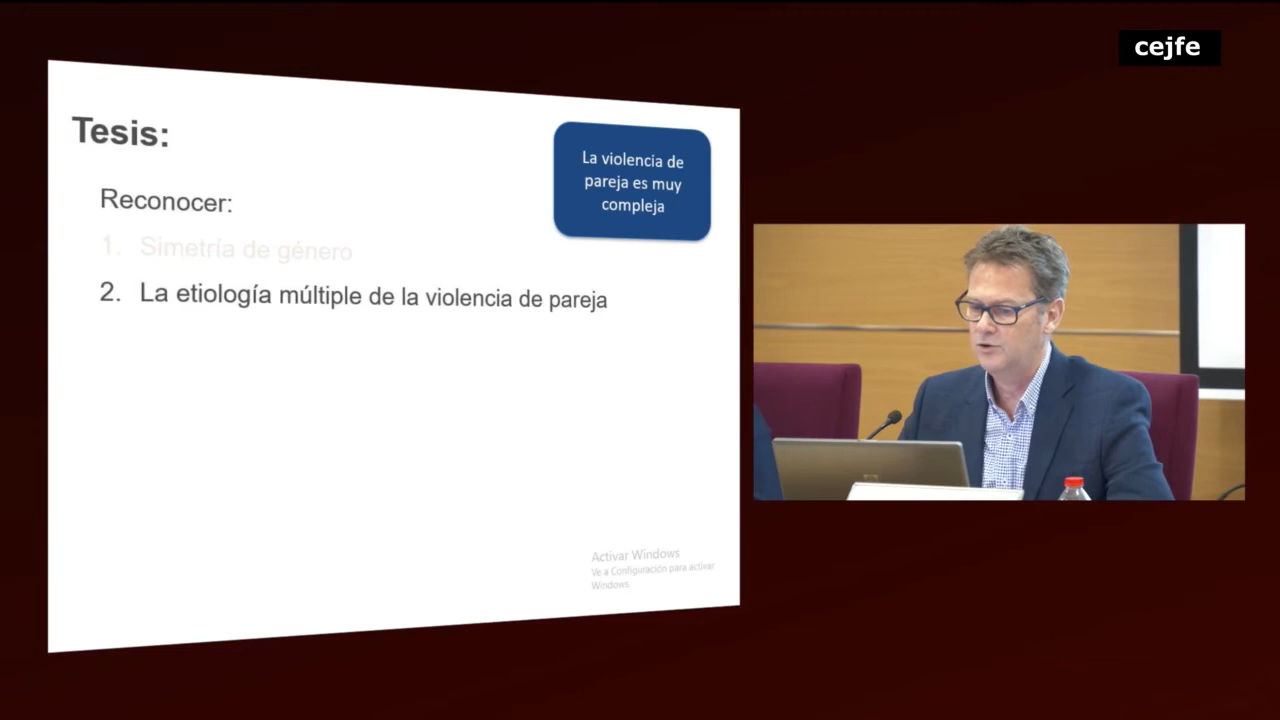 cejfe
Tesis:
La violencia de
pareja es muy
compleja
Reconocer:
1. Simetría de género
2. La etiología múltiple de la violencia de pareja
Activar Windows
Ve a Configuración para activar
Windows.